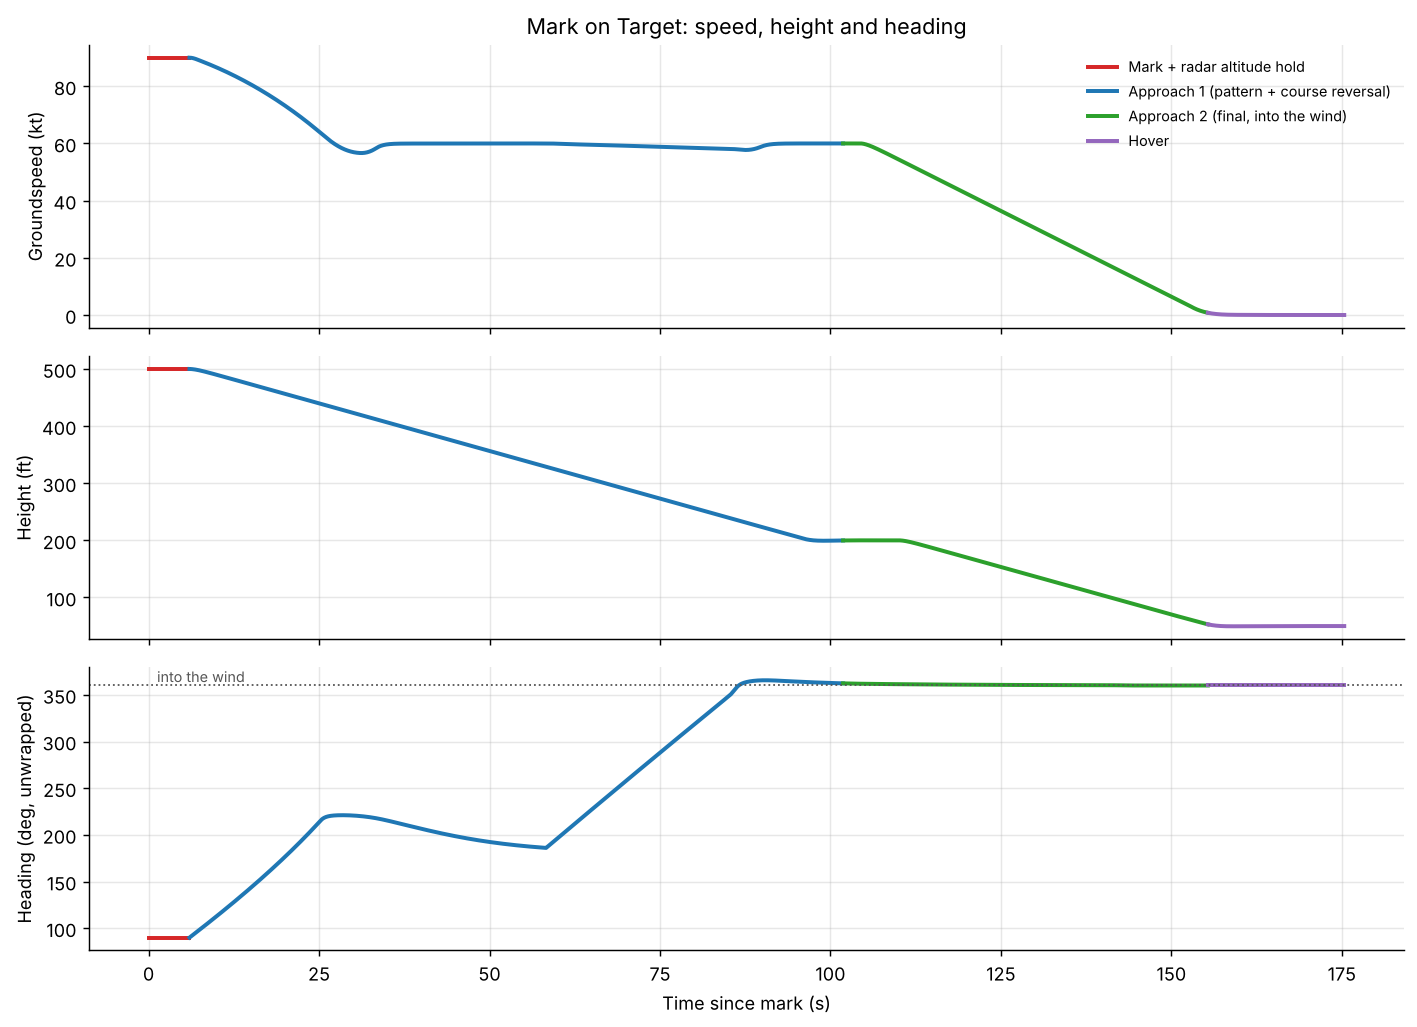 Mark on Target: speed, height and heading
Groundspeed (kt)
80
60
40
20
0
Mark + radar altitude hold
Approach 1 (pattern + course reversal)
Approach 2 (final, into the wind)
Hover
Height (ft)
500
400
300
200
100
Heading (deg, unwrapped)
into the wind
350
300
250
200
150
100
0
25
50
75
100
125
150
175
Time since mark (s)